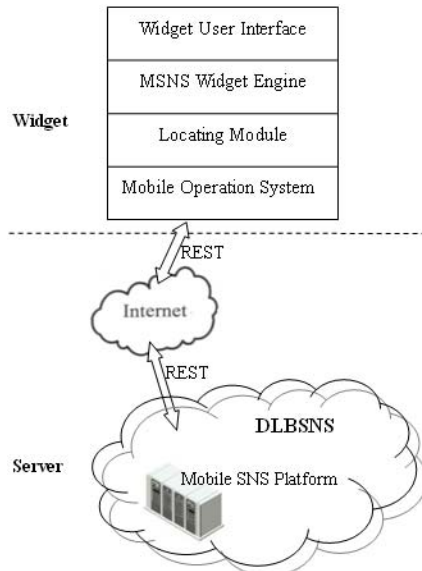 Widget User Interface
MSNS Widget Engine
Widget
Locating Module
Mobile Operation System
REST
Internet
REST
DLBSNS
Server
Mobile SNS Platform